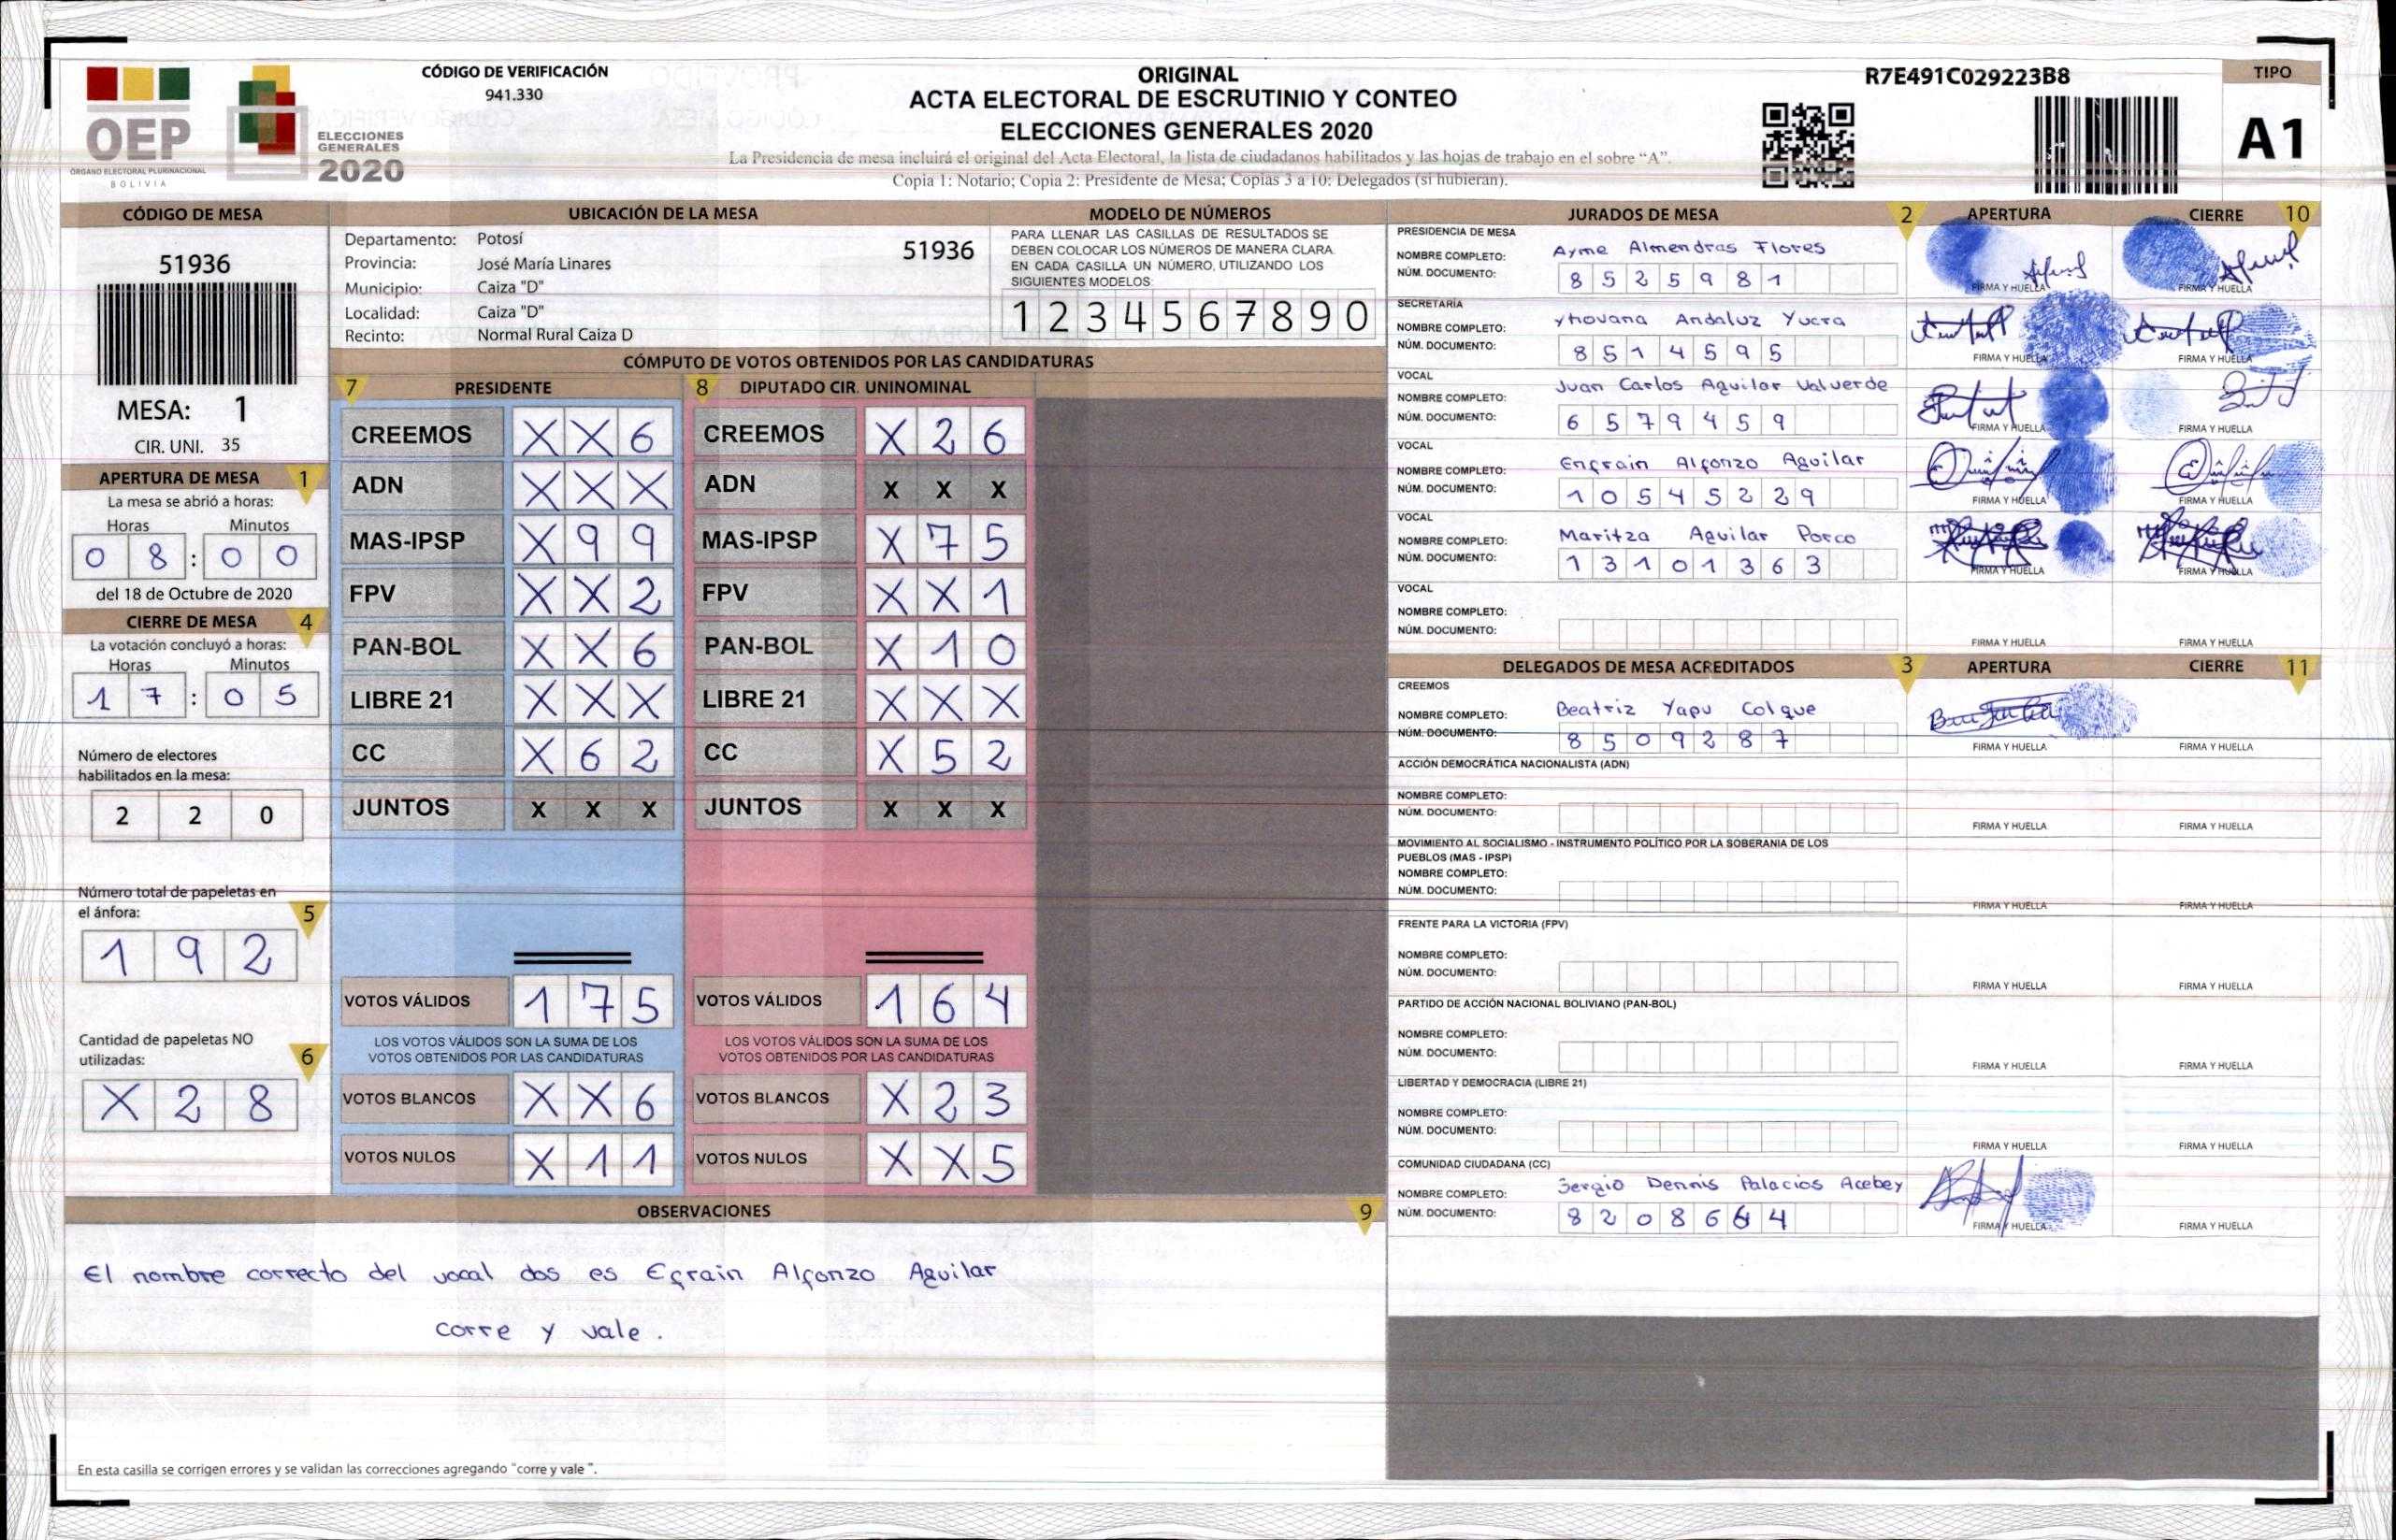 OEP
ÓRGANO ELECTORAL PLURINACIONAL
BOLIVIA
ELECCIONES
GENERALES
2020
CÓDIGO DE VERIFICACIÓN
941.330
ORIGINAL
ACTA ELECTORAL DE ESCRUTINIO Y CONTEO
ELECCIONES GENERALES 2020
La Presidencia de mesa incluirá el original del Acta Electoral, la lista de ciudadanos habilitados y las hojas de trabajo en el sobre “A”.
Copia 1: Notario; Copia 2: Presidente de Mesa; Copias 3 a 10: Delegados (si hubieran).
R7E491C029223B8
TIPO
A1
CÓDIGO DE MESA
51936
MESA: 1
CIR. UNI. 35
APERTURA DE MESA 1
La mesa se abrió a horas:
Horas Minutos
0 8 : 0 0
del 18 de Octubre de 2020
CIERRE DE MESA 4
La votación concluyó a horas:
Horas Minutos
1 7 : 0 5
Número de electores
habilitados en la mesa:
2 2 0
Número total de papeletas en
el ánfora:
5
1 9 2
Cantidad de papeletas NO
utilizadas:
6
X 2 8
UBICACIÓN DE LA MESA
Departamento: Potosí
51936
Provincia: José María Linares
Municipio: Caiza "D"
Localidad: Caiza "D"
Recinto: Normal Rural Caiza D
MODELO DE NÚMEROS
PARA LLENAR LAS CASILLAS DE RESULTADOS SE
DEBEN COLOCAR LOS NÚMEROS DE MANERA CLARA.
EN CADA CASILLA UN NÚMERO, UTILIZANDO LOS
SIGUIENTES MODELOS:
1 2 3 4 5 6 7 8 9 0
CÓMPUTO DE VOTOS OBTENIDOS POR LAS CANDIDATURAS
7 PRESIDENTE 8 DIPUTADO CIR. UNINOMINAL
CREEMOS X X 6 CREEMOS X 2 6
ADN X X X ADN X X X
MAS-IPSP X 9 9 MAS-IPSP X 7 5
FPV X X 2 FPV X X 1
PAN-BOL X X 6 PAN-BOL X 1 0
LIBRE 21 X X X LIBRE 21 X X X
CC X 6 2 CC X 5 2
JUNTOS X X X JUNTOS X X X
VOTOS VÁLIDOS 1 7 5 VOTOS VÁLIDOS 1 6 4
LOS VOTOS VÁLIDOS SON LA SUMA DE LOS LOS VOTOS VÁLIDOS SON LA SUMA DE LOS
VOTOS OBTENIDOS POR LAS CANDIDATURAS VOTOS OBTENIDOS POR LAS CANDIDATURAS
VOTOS BLANCOS X X 6 VOTOS BLANCOS X 2 3
VOTOS NULOS X 1 1 VOTOS NULOS X X 5
OBSERVACIONES 9
El nombre correcto del vocal dos es Efrain Alfonzo Aguilar
corre y vale.
En esta casilla se corrigen errores y se validan las correcciones agregando "corre y vale ".
JURADOS DE MESA 2 APERTURA CIERRE 10
PRESIDENCIA DE MESA
NOMBRE COMPLETO: Ayme Almendras Flores
NÚM. DOCUMENTO: 8 5 2 5 9 8 1
FIRMA Y HUELLA FIRMA Y HUELLA
SECRETARÍA
NOMBRE COMPLETO: Yhovana Andaluz Yucra
NÚM. DOCUMENTO: 8 5 1 4 5 9 5
FIRMA Y HUELLA FIRMA Y HUELLA
VOCAL
NOMBRE COMPLETO: Juan Carlos Aguilar Valverde
NÚM. DOCUMENTO: 6 5 7 9 4 5 9
FIRMA Y HUELLA FIRMA Y HUELLA
VOCAL
NOMBRE COMPLETO: Enfrain Alfonzo Aguilar
NÚM. DOCUMENTO: 1 0 5 4 5 2 2 9
FIRMA Y HUELLA FIRMA Y HUELLA
VOCAL
NOMBRE COMPLETO: Maritza Aguilar Porco
NÚM. DOCUMENTO: 1 3 1 0 1 3 6 3
FIRMA Y HUELLA FIRMA Y HUELLA
VOCAL
NOMBRE COMPLETO:
NÚM. DOCUMENTO:
FIRMA Y HUELLA FIRMA Y HUELLA
DELEGADOS DE MESA ACREDITADOS 3 APERTURA CIERRE 11
CREEMOS
NOMBRE COMPLETO: Beatriz Yapu Colque
NÚM. DOCUMENTO: 8 5 0 9 2 8 7
FIRMA Y HUELLA FIRMA Y HUELLA
ACCIÓN DEMOCRÁTICA NACIONALISTA (ADN)
NOMBRE COMPLETO:
NÚM. DOCUMENTO:
FIRMA Y HUELLA FIRMA Y HUELLA
MOVIMIENTO AL SOCIALISMO - INSTRUMENTO POLÍTICO POR LA SOBERANIA DE LOS
PUEBLOS (MAS - IPSP)
NOMBRE COMPLETO:
NÚM. DOCUMENTO:
FIRMA Y HUELLA FIRMA Y HUELLA
FRENTE PARA LA VICTORIA (FPV)
NOMBRE COMPLETO:
NÚM. DOCUMENTO:
FIRMA Y HUELLA FIRMA Y HUELLA
PARTIDO DE ACCIÓN NACIONAL BOLIVIANO (PAN-BOL)
NOMBRE COMPLETO:
NÚM. DOCUMENTO:
FIRMA Y HUELLA FIRMA Y HUELLA
LIBERTAD Y DEMOCRACIA (LIBRE 21)
NOMBRE COMPLETO:
NÚM. DOCUMENTO:
FIRMA Y HUELLA FIRMA Y HUELLA
COMUNIDAD CIUDADANA (CC)
NOMBRE COMPLETO: Sergio Dennis Palacios Acebey
NÚM. DOCUMENTO: 8 2 0 8 6 6 4
FIRMA Y HUELLA FIRMA Y HUELLA